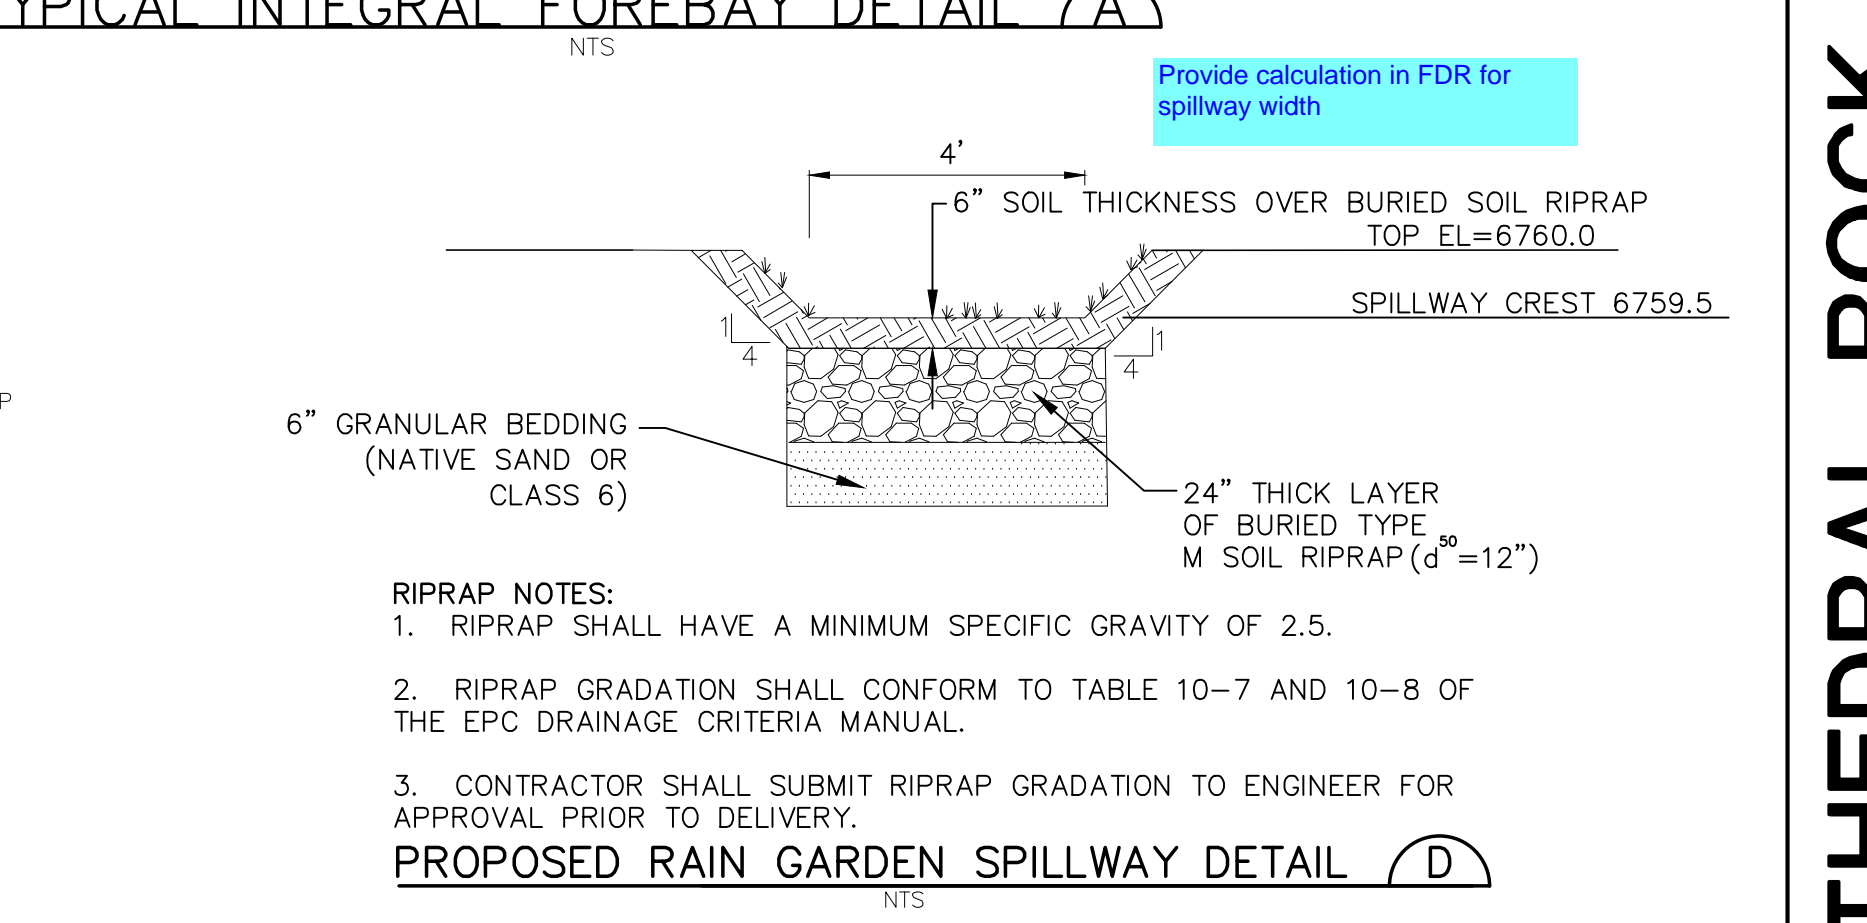 YPICAL INTEGRAL FOREBAY DETAIL A
NTS
Provide calculation in FDR for
spillway width
4'
6" SOIL THICKNESS OVER BURIED SOIL RIPRAP
TOP EL=6760.0
SPILLWAY CREST 6759.5
1
4
1
4
P
6" GRANULAR BEDDING
(NATIVE SAND OR
CLASS 6)
24" THICK LAYER
OF BURIED TYPE
M SOIL RIPRAP(d50=12")
RIPRAP NOTES:
1. RIPRAP SHALL HAVE A MINIMUM SPECIFIC GRAVITY OF 2.5.
2. RIPRAP GRADATION SHALL CONFORM TO TABLE 10-7 AND 10-8 OF
THE EPC DRAINAGE CRITERIA MANUAL.
3. CONTRACTOR SHALL SUBMIT RIPRAP GRADATION TO ENGINEER FOR
APPROVAL PRIOR TO DELIVERY.
PROPOSED RAIN GARDEN SPILLWAY DETAIL D
NTS
THEDRAL ROCK